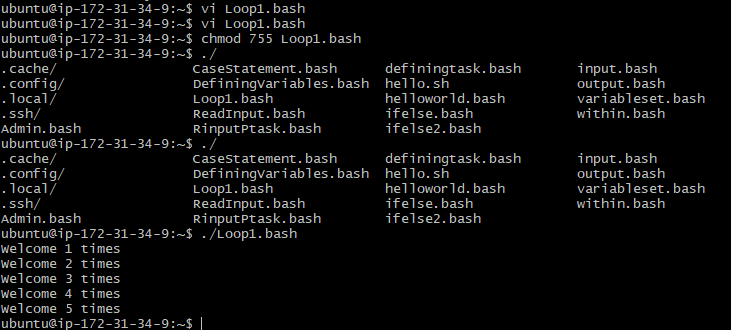 ubuntu@ip-172-31-34-9:~$ vi Loop1.bash
ubuntu@ip-172-31-34-9:~$ vi Loop1.bash
ubuntu@ip-172-31-34-9:~$ chmod 755 Loop1.bash
ubuntu@ip-172-31-34-9:~$ ./
.cache/ CaseStatement.bash definingtask.bash input.bash
.config/ DefiningVariables.bash hello.sh output.bash
.local/ Loop1.bash helloworld.bash variableset.bash
.ssh/ ReadInput.bash ifelse.bash within.bash
Admin.bash RinputPtask.bash ifelse2.bash
ubuntu@ip-172-31-34-9:~$ ./
.cache/ CaseStatement.bash definingtask.bash input.bash
.config/ DefiningVariables.bash hello.sh output.bash
.local/ Loop1.bash helloworld.bash variableset.bash
.ssh/ ReadInput.bash ifelse.bash within.bash
Admin.bash RinputPtask.bash ifelse2.bash
ubuntu@ip-172-31-34-9:~$ ./Loop1.bash
Welcome 1 times
Welcome 2 times
Welcome 3 times
Welcome 4 times
Welcome 5 times
ubuntu@ip-172-31-34-9:~$